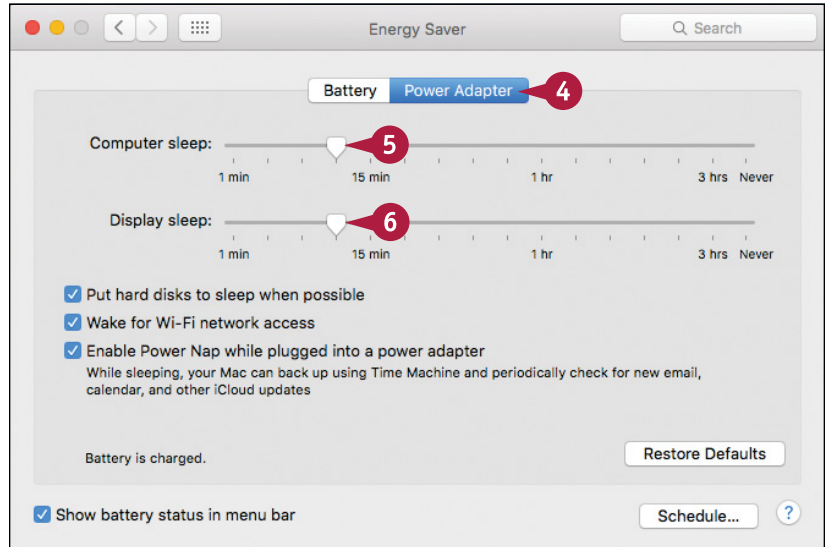 Energy Saver
Search
Battery Power Adapter 4
Computer sleep: 5
1 min 15 min 1 hr 3 hrs Never
Display sleep: 6
1 min 15 min 1 hr 3 hrs Never
Put hard disks to sleep when possible
Wake for Wi-Fi network access
Enable Power Nap while plugged into a power adapter
While sleeping, your Mac can back up using Time Machine and periodically check for new email,
calendar, and other iCloud updates
Battery is charged.
Restore Defaults
Show battery status in menu bar
Schedule... ?